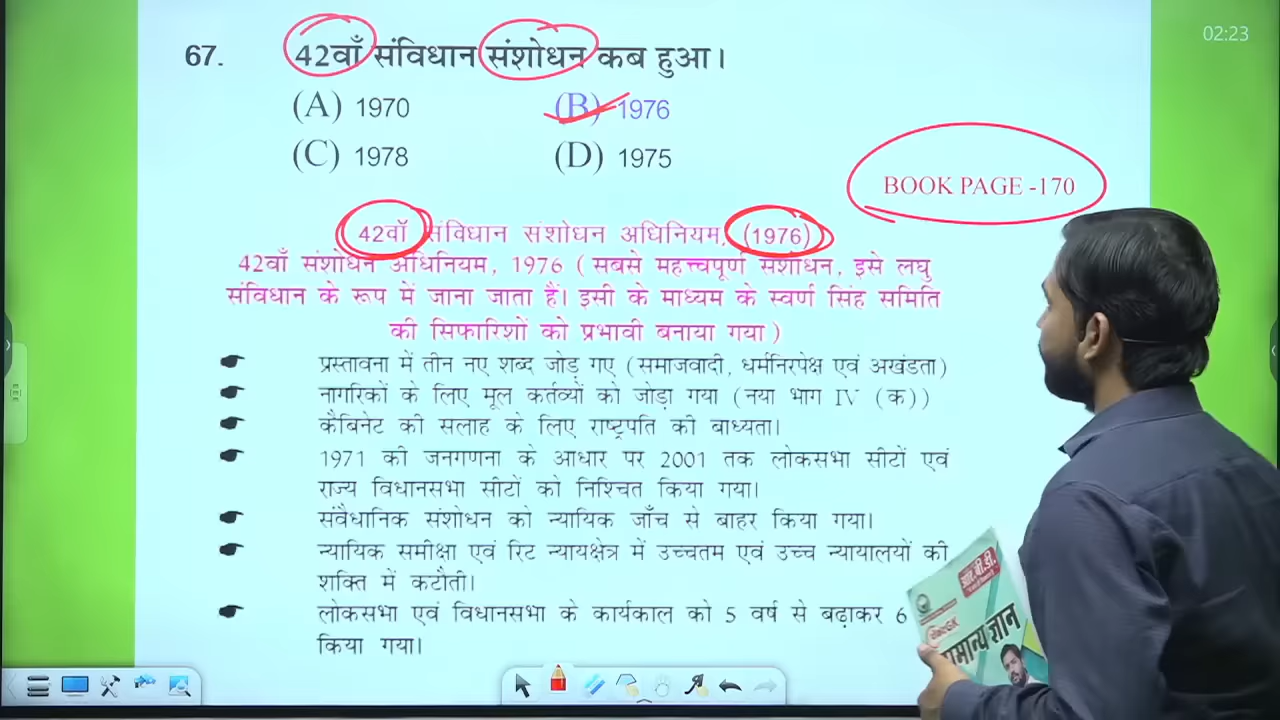 02:23
67. 42वाँ संविधान संशोधन कब हुआ।
(A) 1970 (B) 1976
(C) 1978 (D) 1975
BOOK PAGE -170
42वॉ संविधान संशोधन अधिनियम, (1976)
42वाँ संशोधन अधिनियम, 1976 ( सबसे महत्त्वपूर्ण संशोधन, इसे लघु
संविधान के रूप में जाना जाता हैं। इसी के माध्यम के स्वर्ण सिंह समिति
की सिफारिशों को प्रभावी बनाया गया )
प्रस्तावना में तीन नए शब्द जोड़ गए (समाजवादी, धर्मनिरपेक्ष एवं अखंडता)
नागरिकों के लिए मूल कर्तव्यों को जोड़ा गया (नया भाग IV (क))
कैबिनेट की सलाह के लिए राष्ट्रपति की बाध्यता।
1971 की जनगणना के आधार पर 2001 तक लोकसभा सीटों एवं
राज्य विधानसभा सीटों को निश्चित किया गया।
संवैधानिक संशोधन को न्यायिक जाँच से बाहर किया गया।
न्यायिक समीक्षा एवं रिट न्यायक्षेत्र में उच्चतम एवं उच्च न्यायालयों की
शक्ति में कटौती।
लोकसभा एवं विधानसभा के कार्यकाल को 5 वर्ष से बढ़ाकर 6
किया गया।
आर.बी.डी.
सामान्य ज्ञान